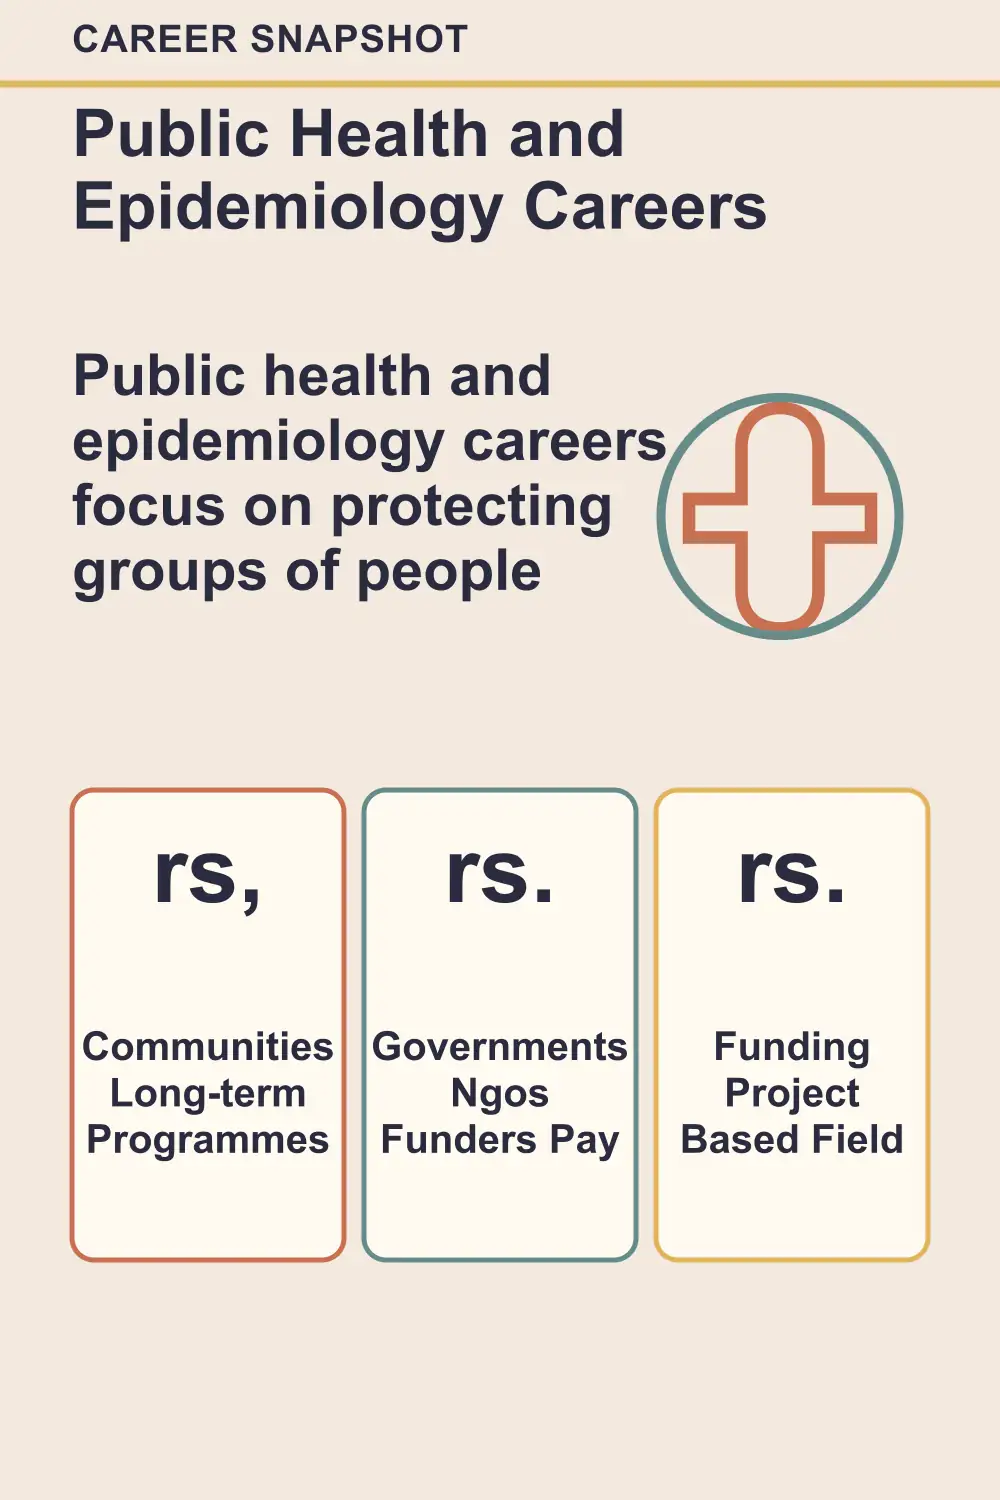 CAREER SNAPSHOT
Public Health and
Epidemiology Careers
Public health and
epidemiology careers
focus on protecting
groups of people
rs,
Communities
Long-term
Programmes
rs.
Governments
Ngos
Funders Pay
rs.
Funding
Project
Based Field